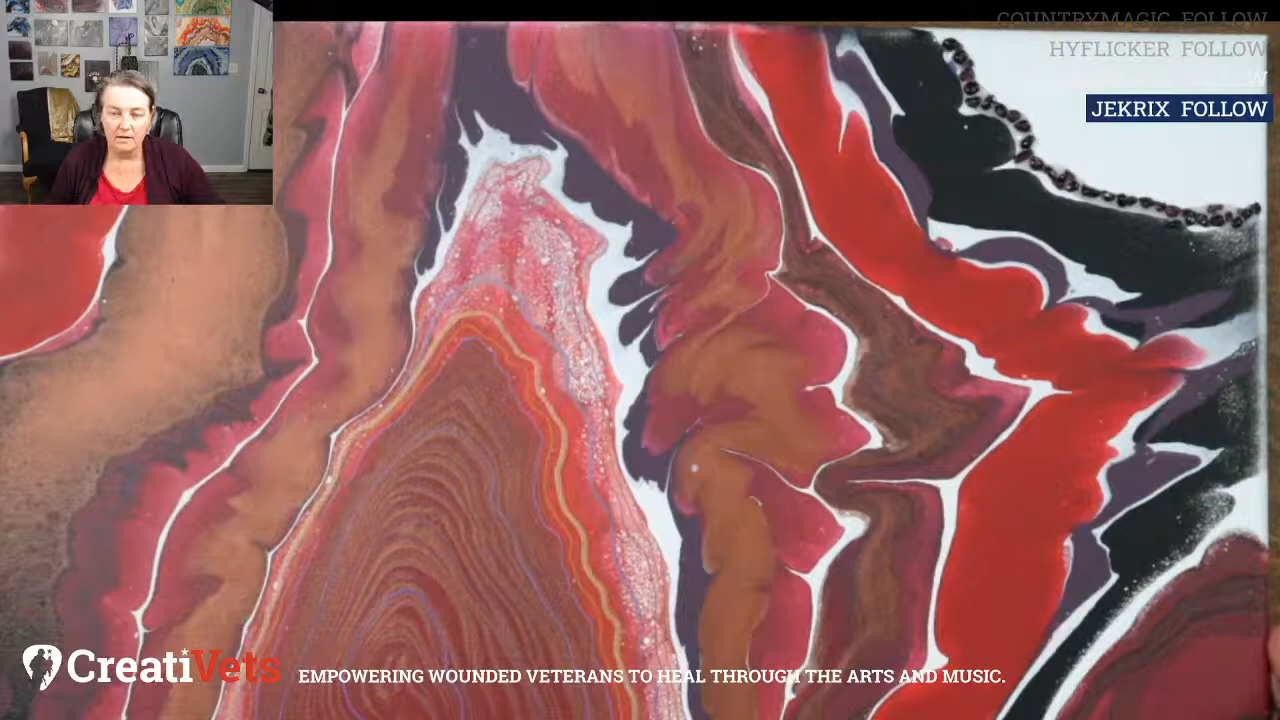 COUNTRYMAGIC FOLLOW
HYFLICKER FOLLOW
JEKRIX FOLLOW
CreatiVets
EMPOWERING WOUNDED VETERANS TO HEAL THROUGH THE ARTS AND MUSIC.